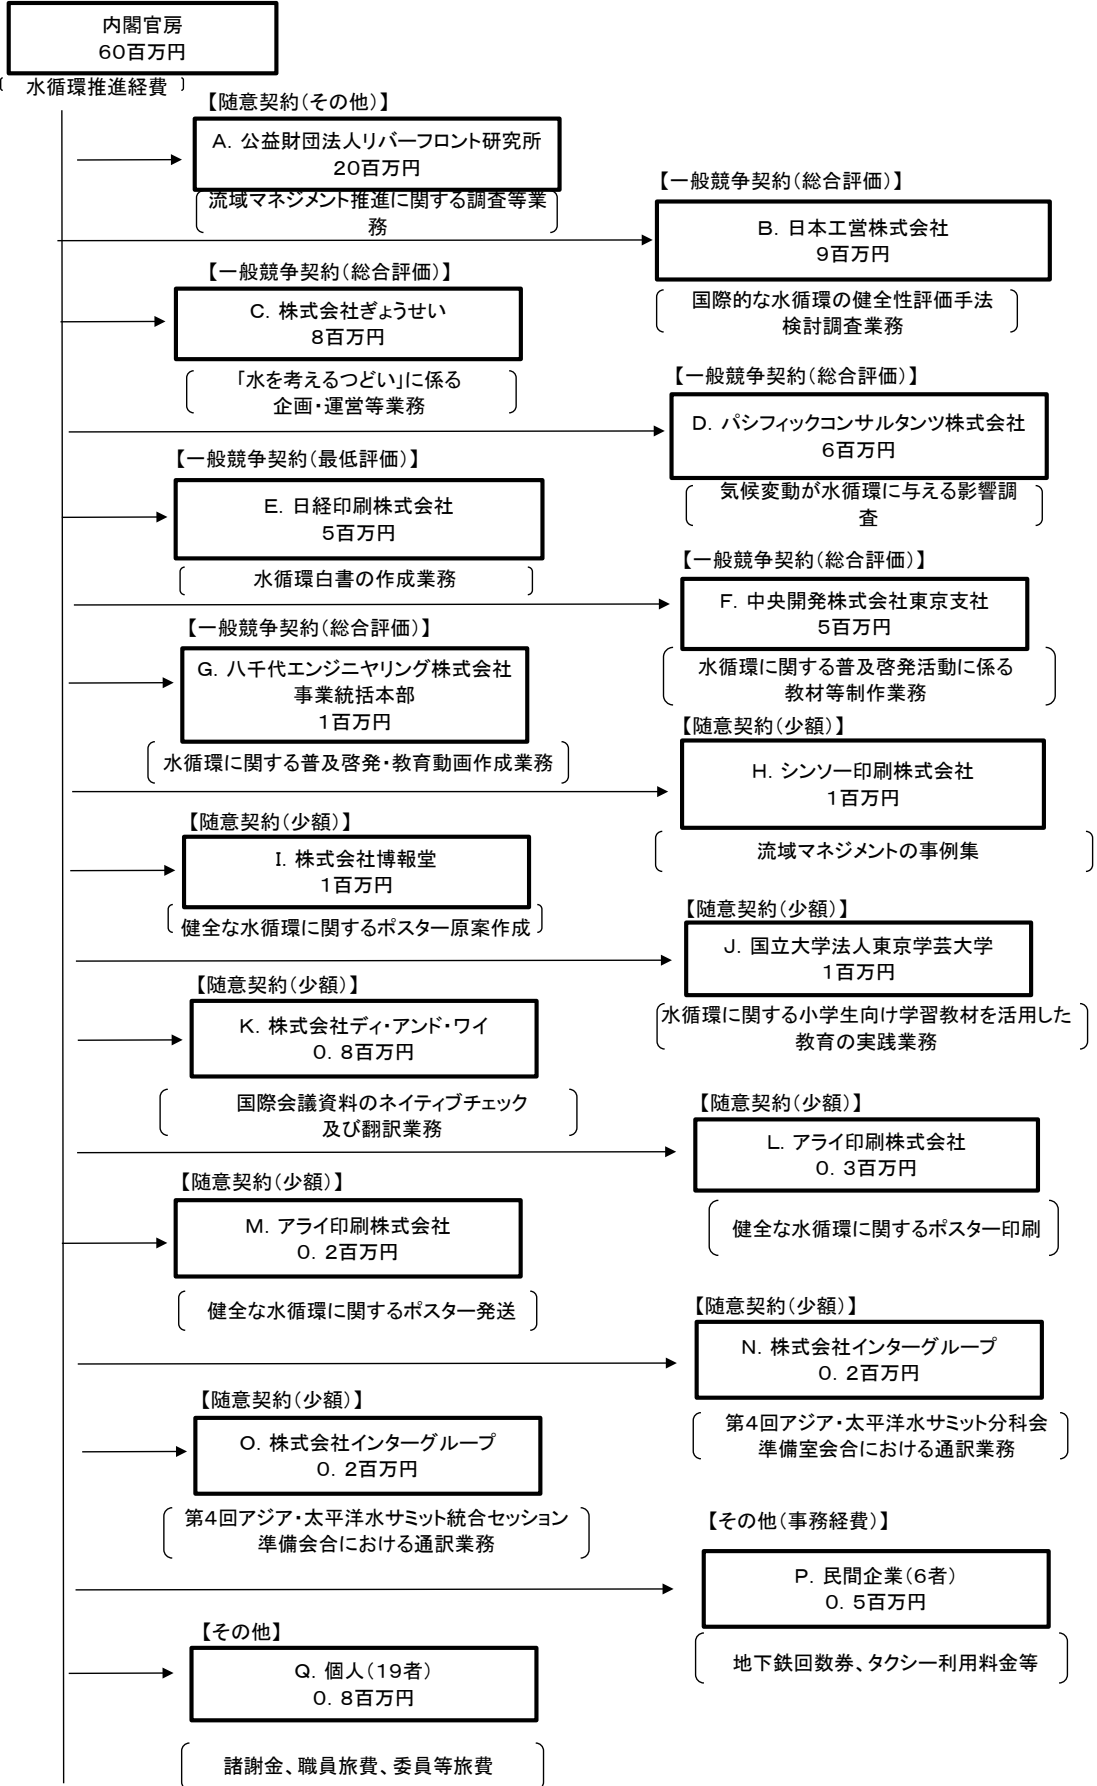 内閣官房
60百万円
水循環推進経費
【随意契約(その他)】
A. 公益財団法人リバーフロント研究所
20百万円
流域マネジメント推進に関する調査等業
務
【一般競争契約(総合評価)】
B. 日本工営株式会社
9百万円
国際的な水循環の健全性評価手法
検討調査業務
【一般競争契約(総合評価)】
C. 株式会社ぎょうせい
8百万円
「水を考えるつどい」に係る
企画・運営等業務
【一般競争契約(総合評価)】
D. パシフィックコンサルタンツ株式会社
6百万円
気候変動が水循環に与える影響調
査
【一般競争契約(最低評価)】
E. 日経印刷株式会社
5百万円
水循環白書の作成業務
【一般競争契約(総合評価)】
F. 中央開発株式会社東京支社
5百万円
水循環に関する普及啓発活動に係る
教材等制作業務
【一般競争契約(総合評価)】
G. 八千代エンジニヤリング株式会社
事業統括本部
1百万円
水循環に関する普及啓発・教育動画作成業務
【随意契約(少額)】
H. シンソー印刷株式会社
1百万円
流域マネジメントの事例集
【随意契約(少額)】
I. 株式会社博報堂
1百万円
健全な水循環に関するポスター原案作成
【随意契約(少額)】
J. 国立大学法人東京学芸大学
1百万円
水循環に関する小学生向け学習教材を活用した
教育の実践業務
【随意契約(少額)】
K. 株式会社ディ・アンド・ワイ
0. 8百万円
国際会議資料のネイティブチェック
及び翻訳業務
【随意契約(少額)】
L. アライ印刷株式会社
0. 3百万円
健全な水循環に関するポスター印刷
【随意契約(少額)】
M. アライ印刷株式会社
0. 2百万円
健全な水循環に関するポスター発送
【随意契約(少額)】
N. 株式会社インターグループ
0. 2百万円
第4回アジア・太平洋水サミット分科会
準備室会合における通訳業務
【随意契約(少額)】
O. 株式会社インターグループ
0. 2百万円
第4回アジア・太平洋水サミット統合セッション
準備会合における通訳業務
【その他(事務経費)】
P. 民間企業(6者)
0. 5百万円
地下鉄回数券、タクシー利用料金等
【その他】
Q. 個人(19者)
0. 8百万円
諸謝金、職員旅費、委員等旅費